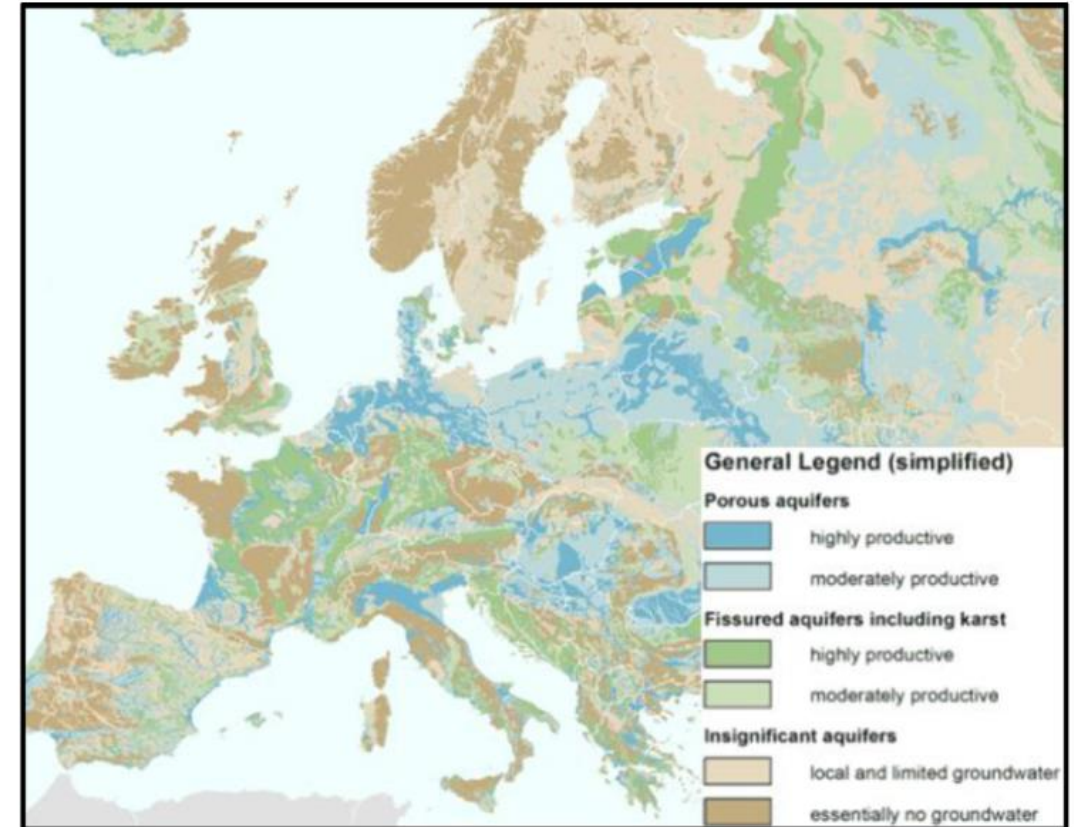 General Legend (simplified)
Porous aquifers
highly productive
moderately productive
Fissured aquifers including karst
highly productive
moderately productive
Insignificant aquifers
local and limited groundwater
essentially no groundwater